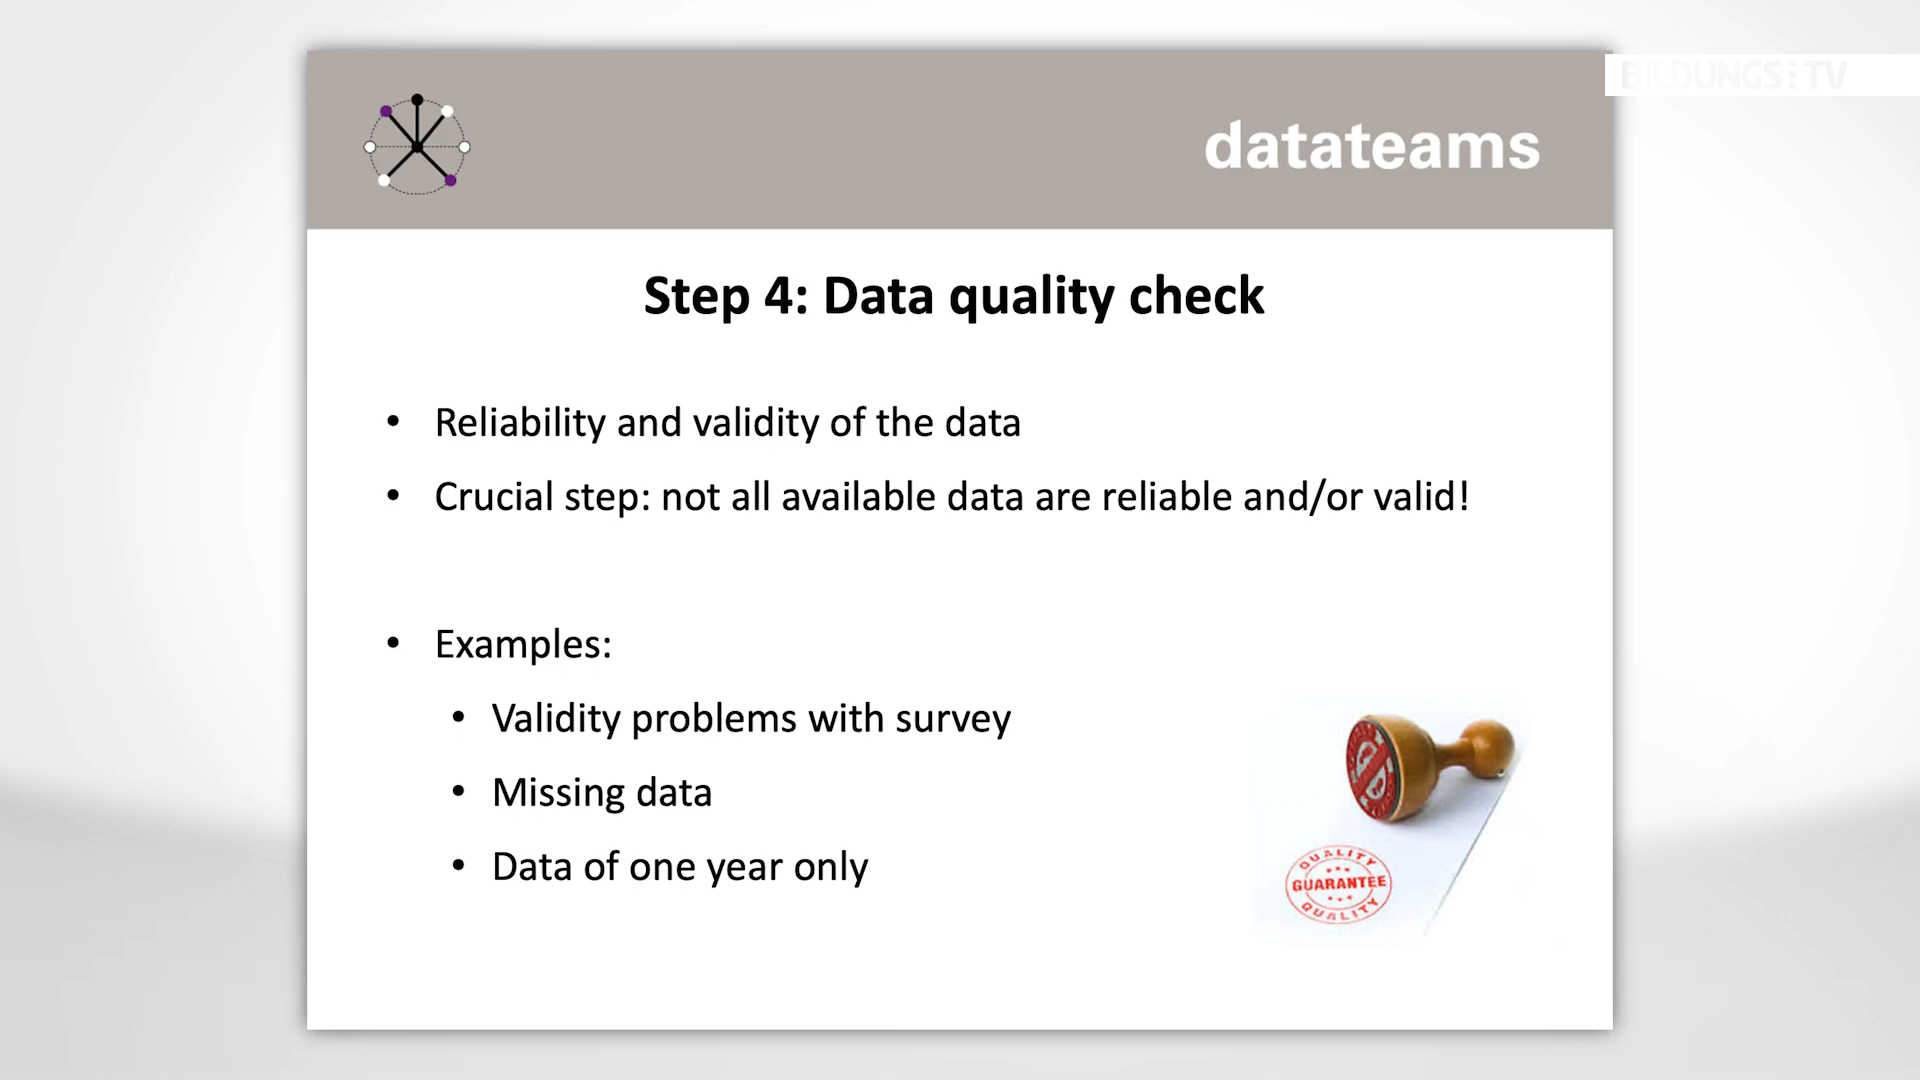 BILDUNGS TV
datateams
Step 4: Data quality check
• Reliability and validity of the data
• Crucial step: not all available data are reliable and/or valid!
• Examples:
• Validity problems with survey
• Missing data
• Data of one year only
QUALITY
GUARANTEE
QUALITY